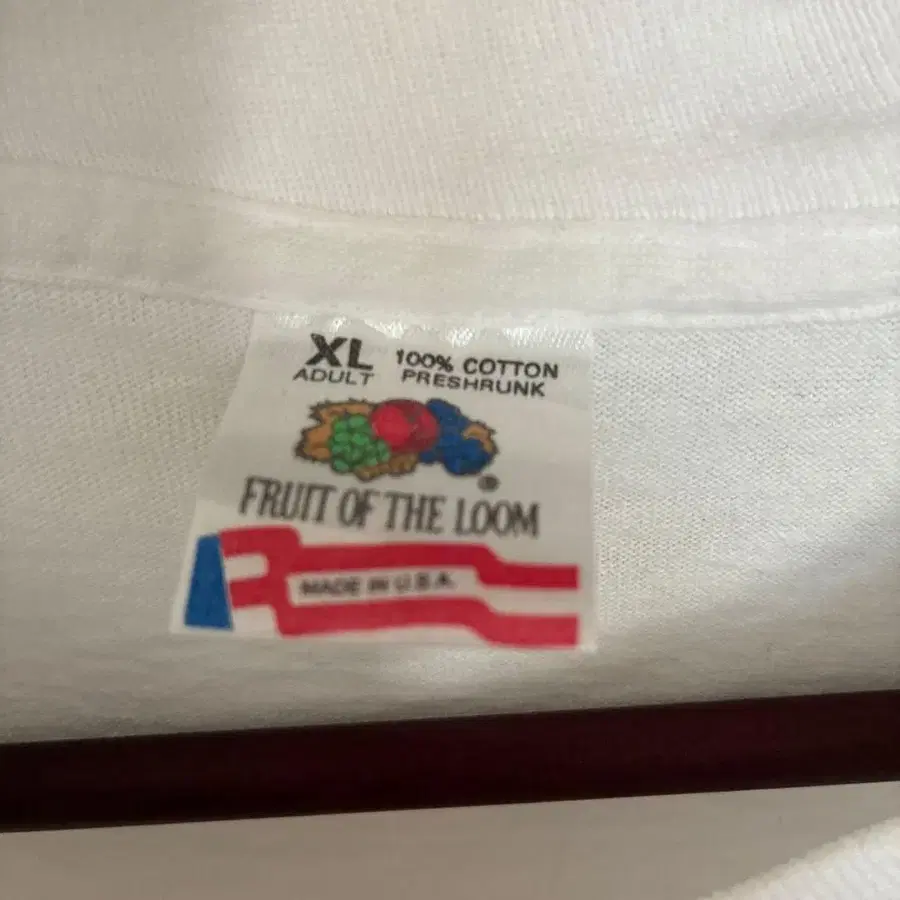 XL 100% COTTON
ADULT PRESHRUNK
®
FRUIT OF THE LOOM
MADE IN U.S.A.